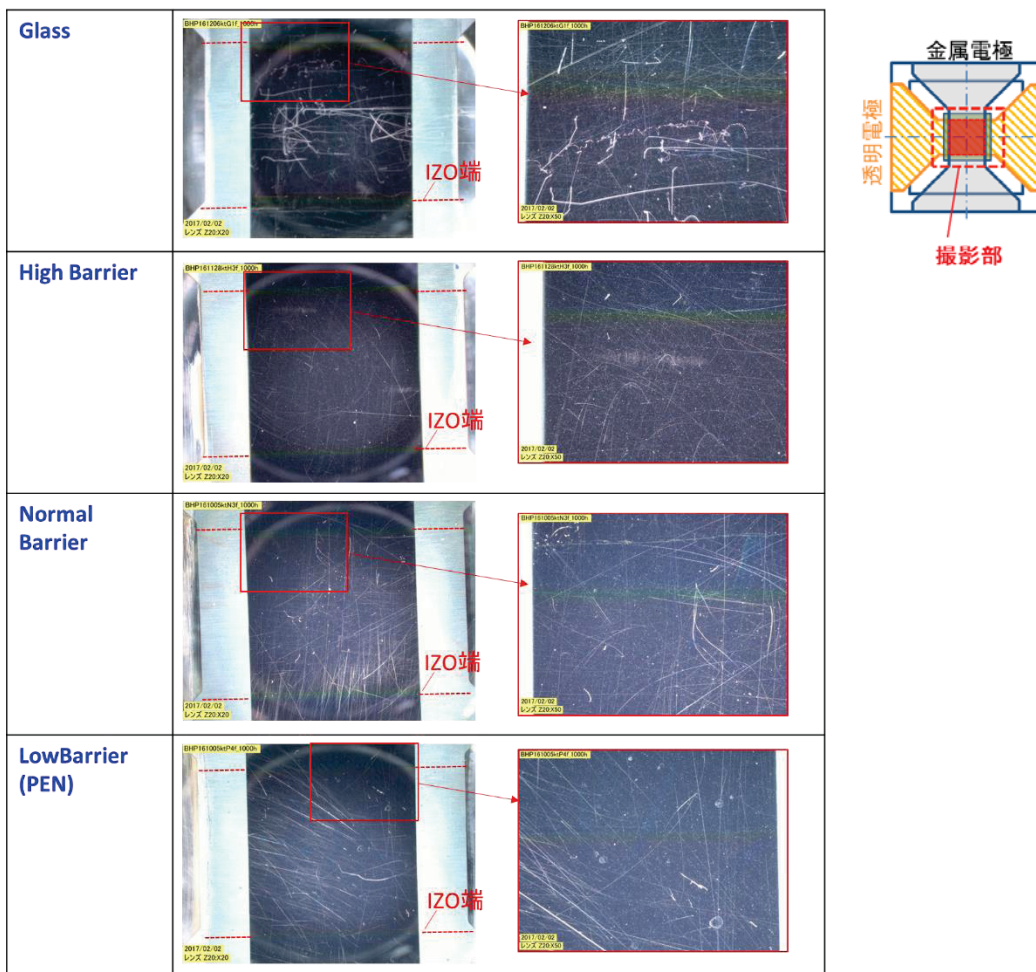 Glass
BHP161206ktG1f_1000h
IZO端
2017/02/02
レンズ Z20:X20
BHP161206ktG1f_1000h
2017/02/02
レンズ Z20:X50
金属電極
透明電極
撮影部
High Barrier
BHP161128ktH3f_1000h
IZO端
2017/02/02
レンズ Z20:X20
BHP161128ktH3f_1000h
2017/02/02
レンズ Z20:X50
Normal
Barrier
BHP161005ktN3f_1000h
IZO端
2017/02/02
レンズ Z20:X20
BHP161005ktN3f_1000h
2017/02/02
レンズ Z20:X50
LowBarrier
(PEN)
BHP161005ktP4f_1000h
IZO端
2017/02/02
レンズ Z20:X20
BHP161005ktP4f_1000h
2017/02/02
レンズ Z20:X50